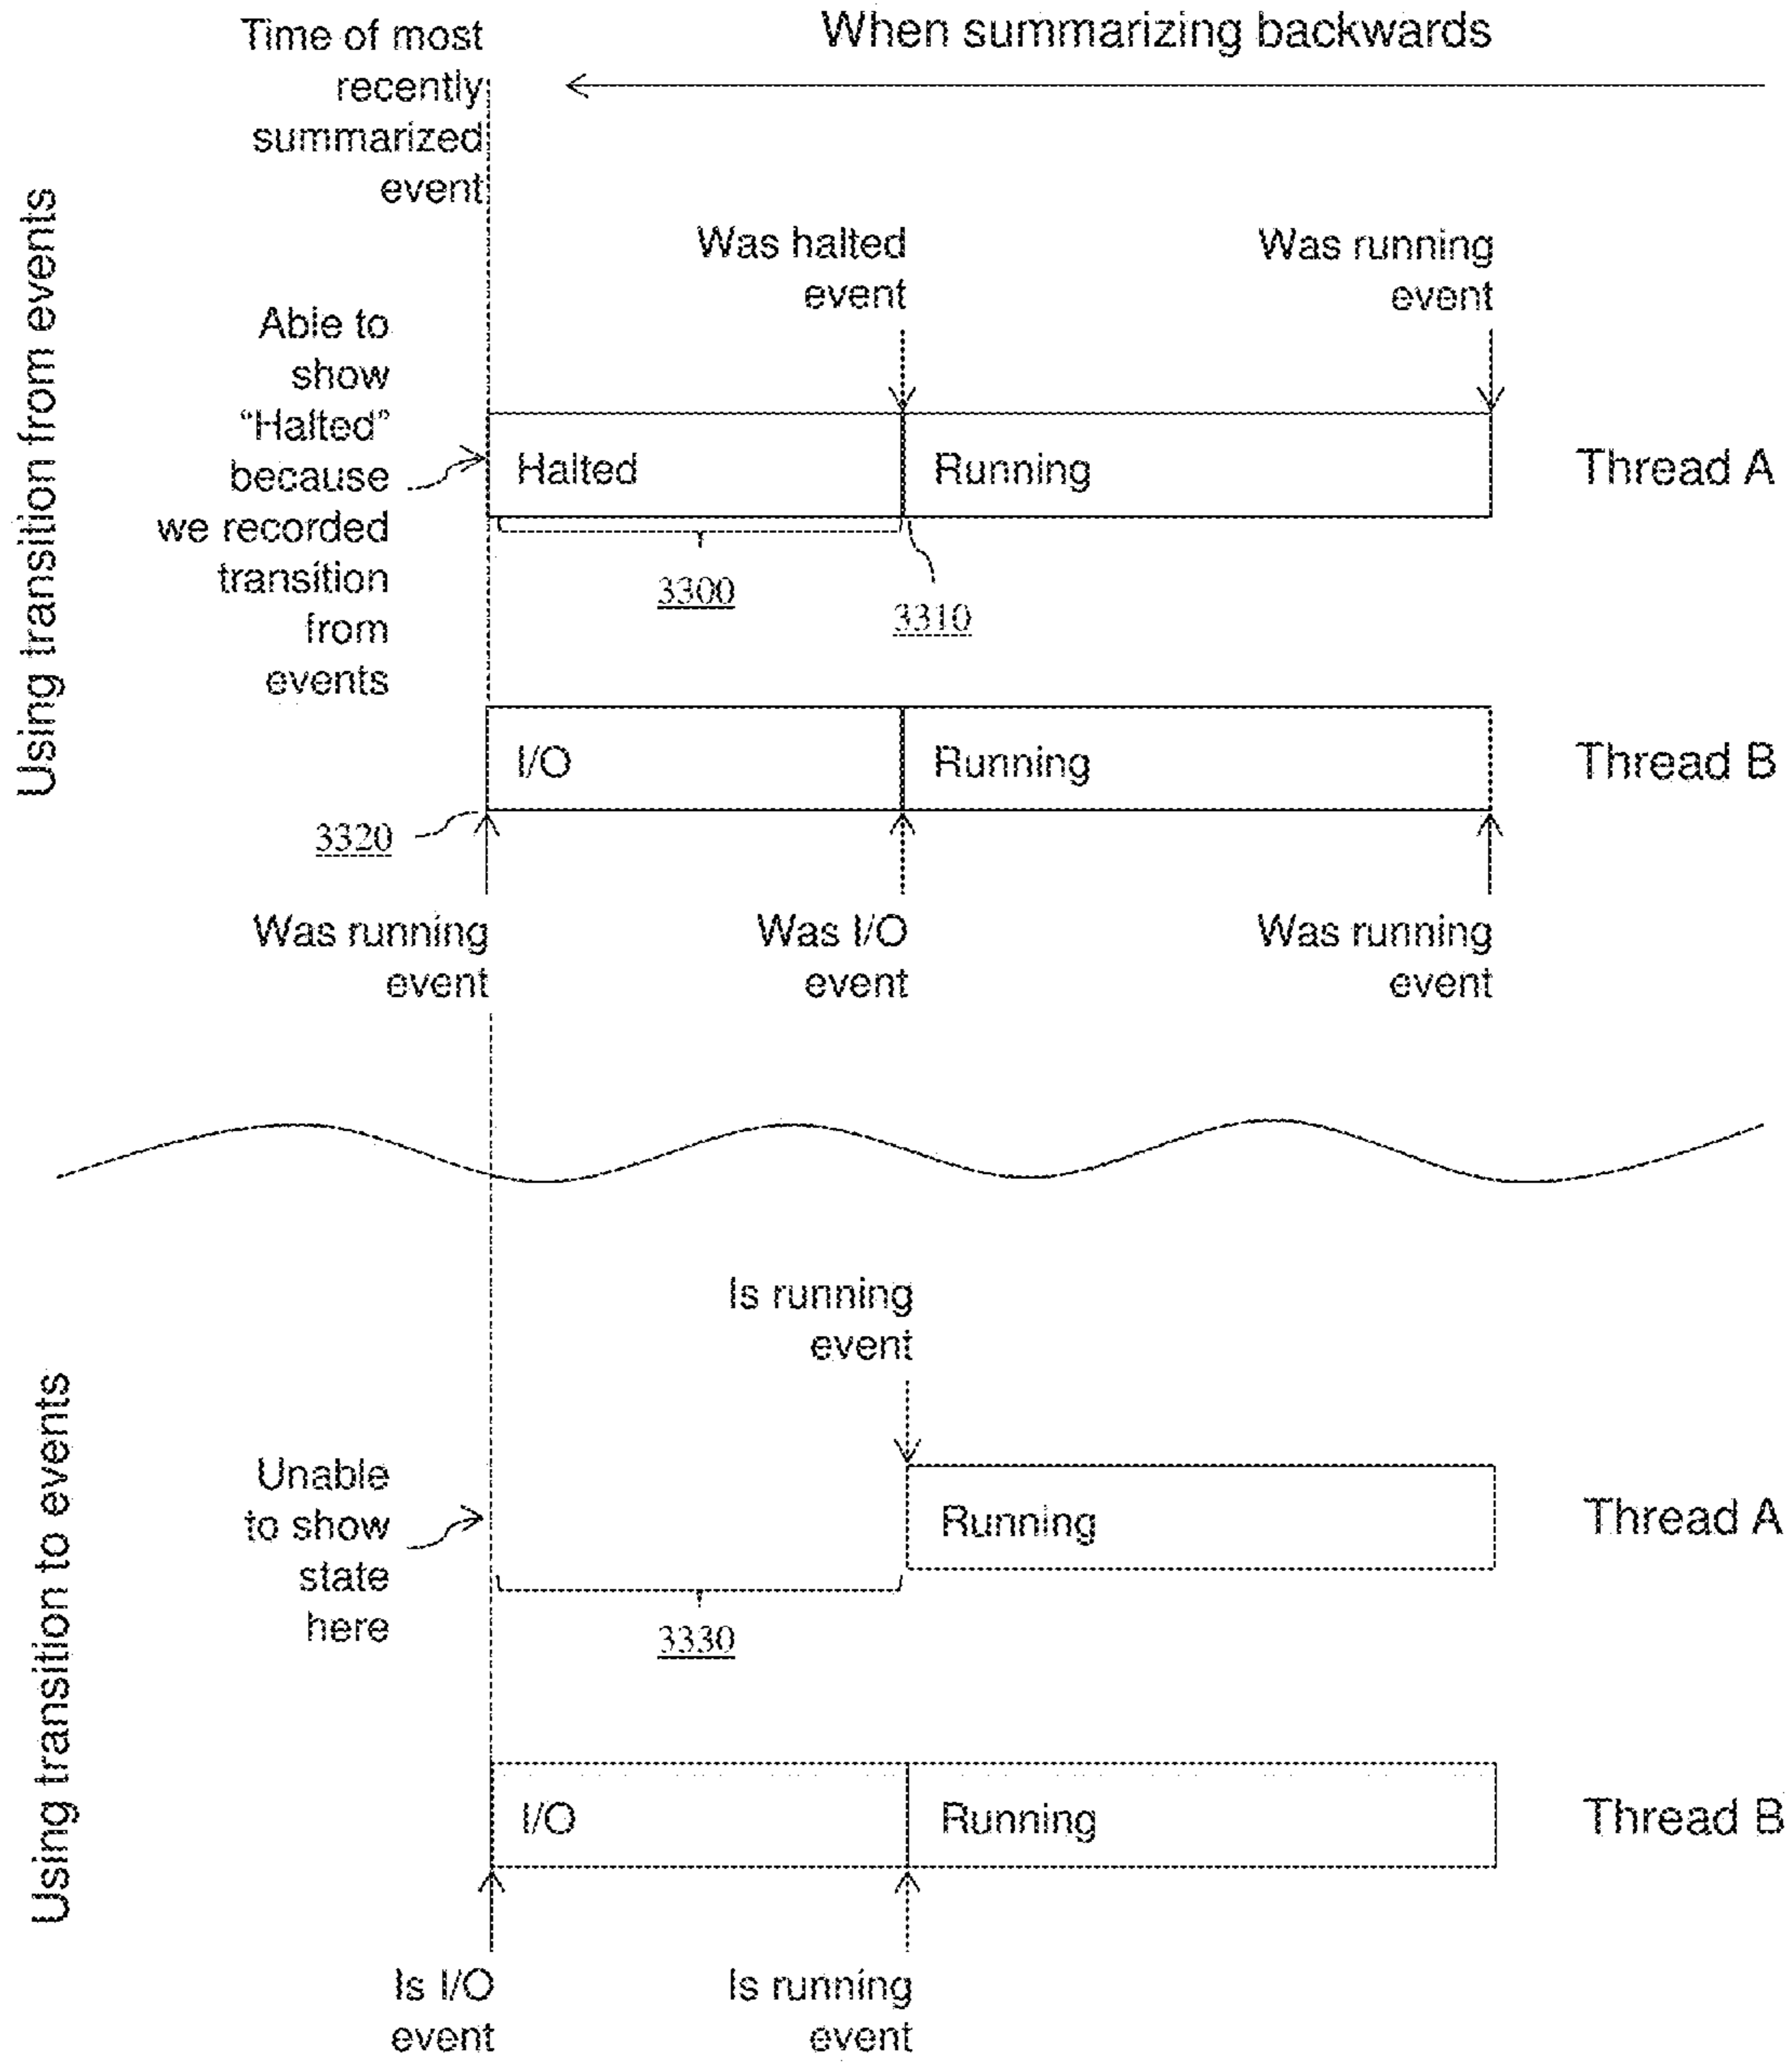 When summarizing backwards
Time of most
recently
summarized
event
Using transition from events
Was halted
event
Was running
event
Able to
show
“Halted”
because
we recorded
transition
from
events
Halted
Running
Thread A
3300
3310
I/O
Running
Thread B
3320
Was running
event
Was I/O
event
Was running
event
Using transition to events
Is running
event
Unable
to show
state
here
Running
Thread A
3330
I/O
Running
Thread B
Is I/O
event
Is running
event